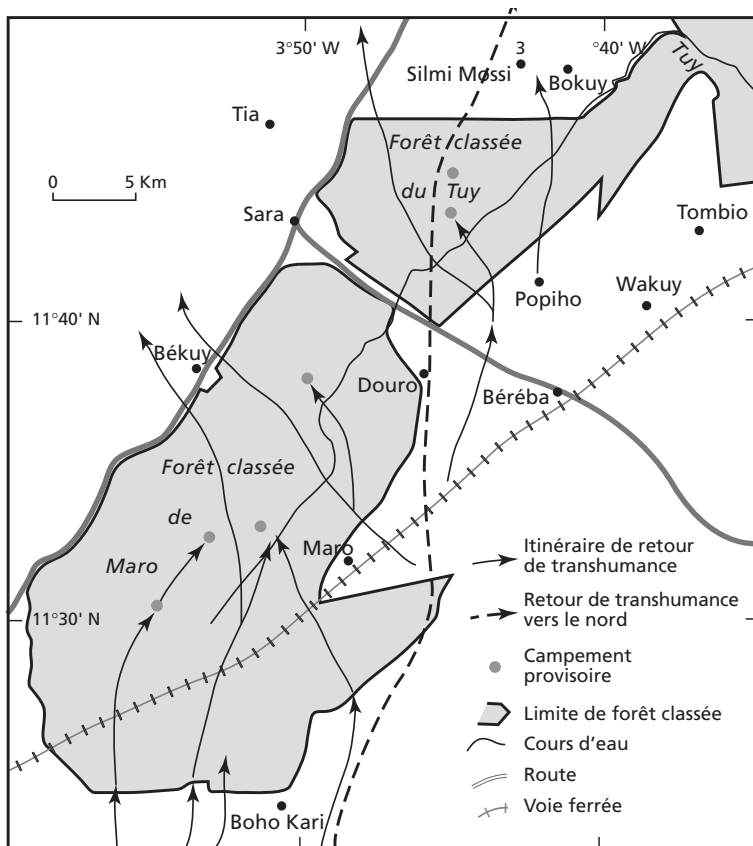 3°50' W
3
°40' W
Silmi Mossi
Bokuy
Tuy
Tia
Forêt classée
du Tuy
0
5 Km
Sara
Tombio
Popiho
Wakuy
11°40' N
Békuy
Douro
Béréba
Forêt classée
de
Maro
Maro
Itinéraire de retour
de transhumance
Retour de transhumance
vers le nord
11°30' N
Campement
provisoire
Limite de forêt classée
Cours d'eau
Route
Voie ferrée
Boho Kari